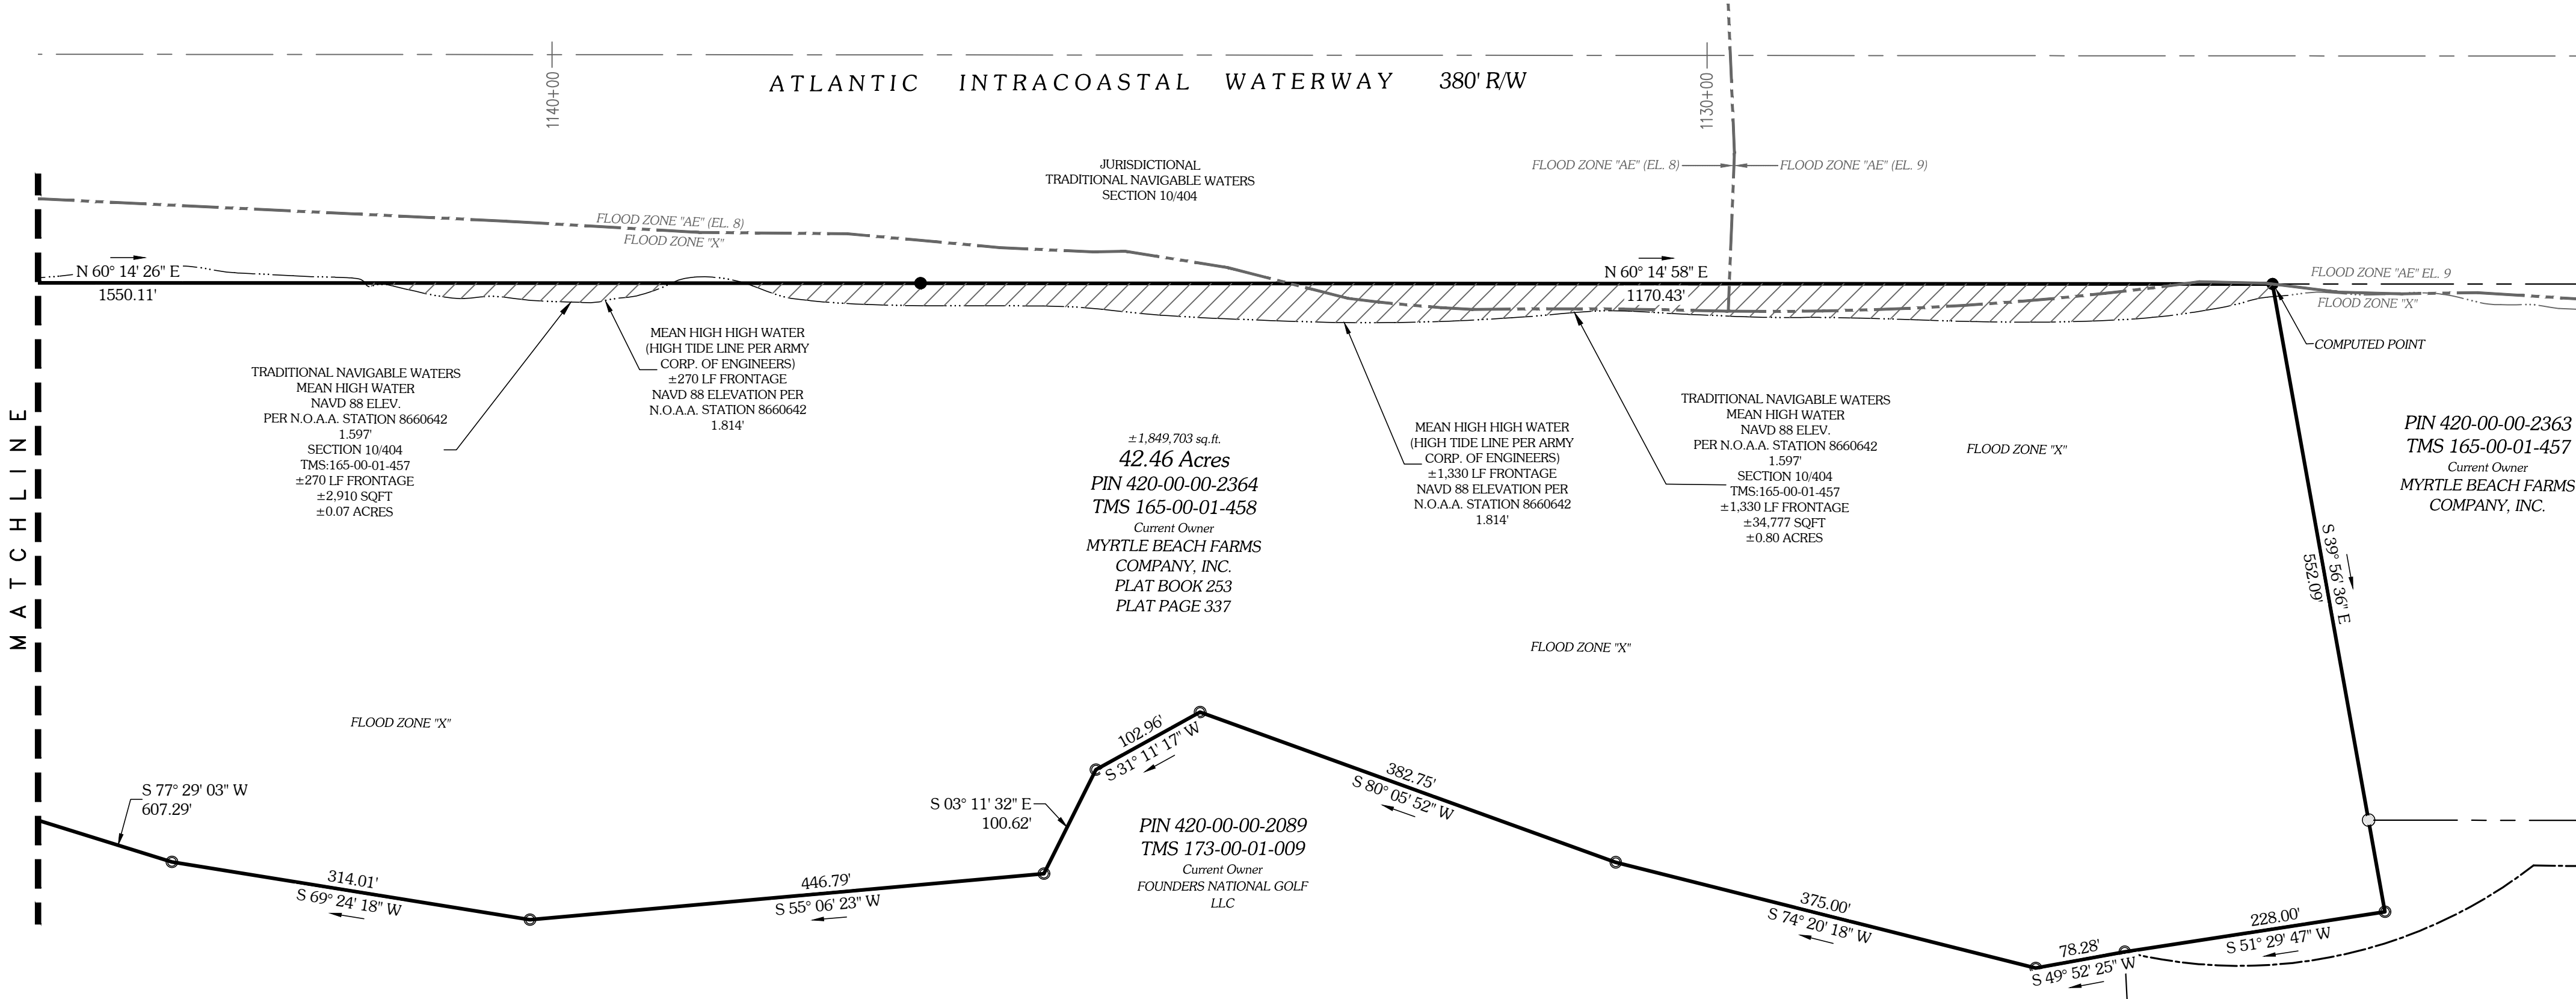 1140+00
ATLANTIC INTRACOASTAL WATERWAY 380' R/W
1130+00
JURISDICTIONAL
TRADITIONAL NAVIGABLE WATERS
SECTION 10/404
FLOOD ZONE "AE" (EL. 8)
FLOOD ZONE "AE" (EL. 9)
FLOOD ZONE "AE" (EL. 8)
FLOOD ZONE "X"
N 60° 14' 26" E
1550.11'
N 60° 14' 58" E
1170.43'
FLOOD ZONE "AE" EL. 9
FLOOD ZONE "X"
COMPUTED POINT
MATCHLINE
TRADITIONAL NAVIGABLE WATERS
MEAN HIGH WATER
NAVD 88 ELEV.
PER N.O.A.A. STATION 8660642
1.597'
SECTION 10/404
TMS:165-00-01-457
±270 LF FRONTAGE
±2,910 SQFT
±0.07 ACRES
MEAN HIGH HIGH WATER
(HIGH TIDE LINE PER ARMY
CORP. OF ENGINEERS)
±270 LF FRONTAGE
NAVD 88 ELEVATION PER
N.O.A.A. STATION 8660642
1.814'
±1,849,703 sq.ft.
42.46 Acres
PIN 420-00-00-2364
TMS 165-00-01-458
Current Owner
MYRTLE BEACH FARMS
COMPANY, INC.
PLAT BOOK 253
PLAT PAGE 337
MEAN HIGH HIGH WATER
(HIGH TIDE LINE PER ARMY
CORP. OF ENGINEERS)
±1,330 LF FRONTAGE
NAVD 88 ELEVATION PER
N.O.A.A. STATION 8660642
1.814'
TRADITIONAL NAVIGABLE WATERS
MEAN HIGH WATER
NAVD 88 ELEV.
PER N.O.A.A. STATION 8660642
1.597'
SECTION 10/404
TMS:165-00-01-457
±1,330 LF FRONTAGE
±34,777 SQFT
±0.80 ACRES
FLOOD ZONE "X"
PIN 420-00-00-2363
TMS 165-00-01-457
Current Owner
MYRTLE BEACH FARMS
COMPANY, INC.
S 39° 56' 36" E
552.09'
FLOOD ZONE "X"
FLOOD ZONE "X"
S 77° 29' 03" W
607.29'
314.01'
S 69° 24' 18" W
446.79'
S 55° 06' 23" W
S 03° 11' 32" E
100.62'
102.96'
S 31° 11' 17" W
PIN 420-00-00-2089
TMS 173-00-01-009
Current Owner
FOUNDERS NATIONAL GOLF
LLC
382.75'
S 80° 05' 52" W
375.00'
S 74° 20' 18" W
78.28'
S 49° 52' 25" W
228.00'
S 51° 29' 47" W